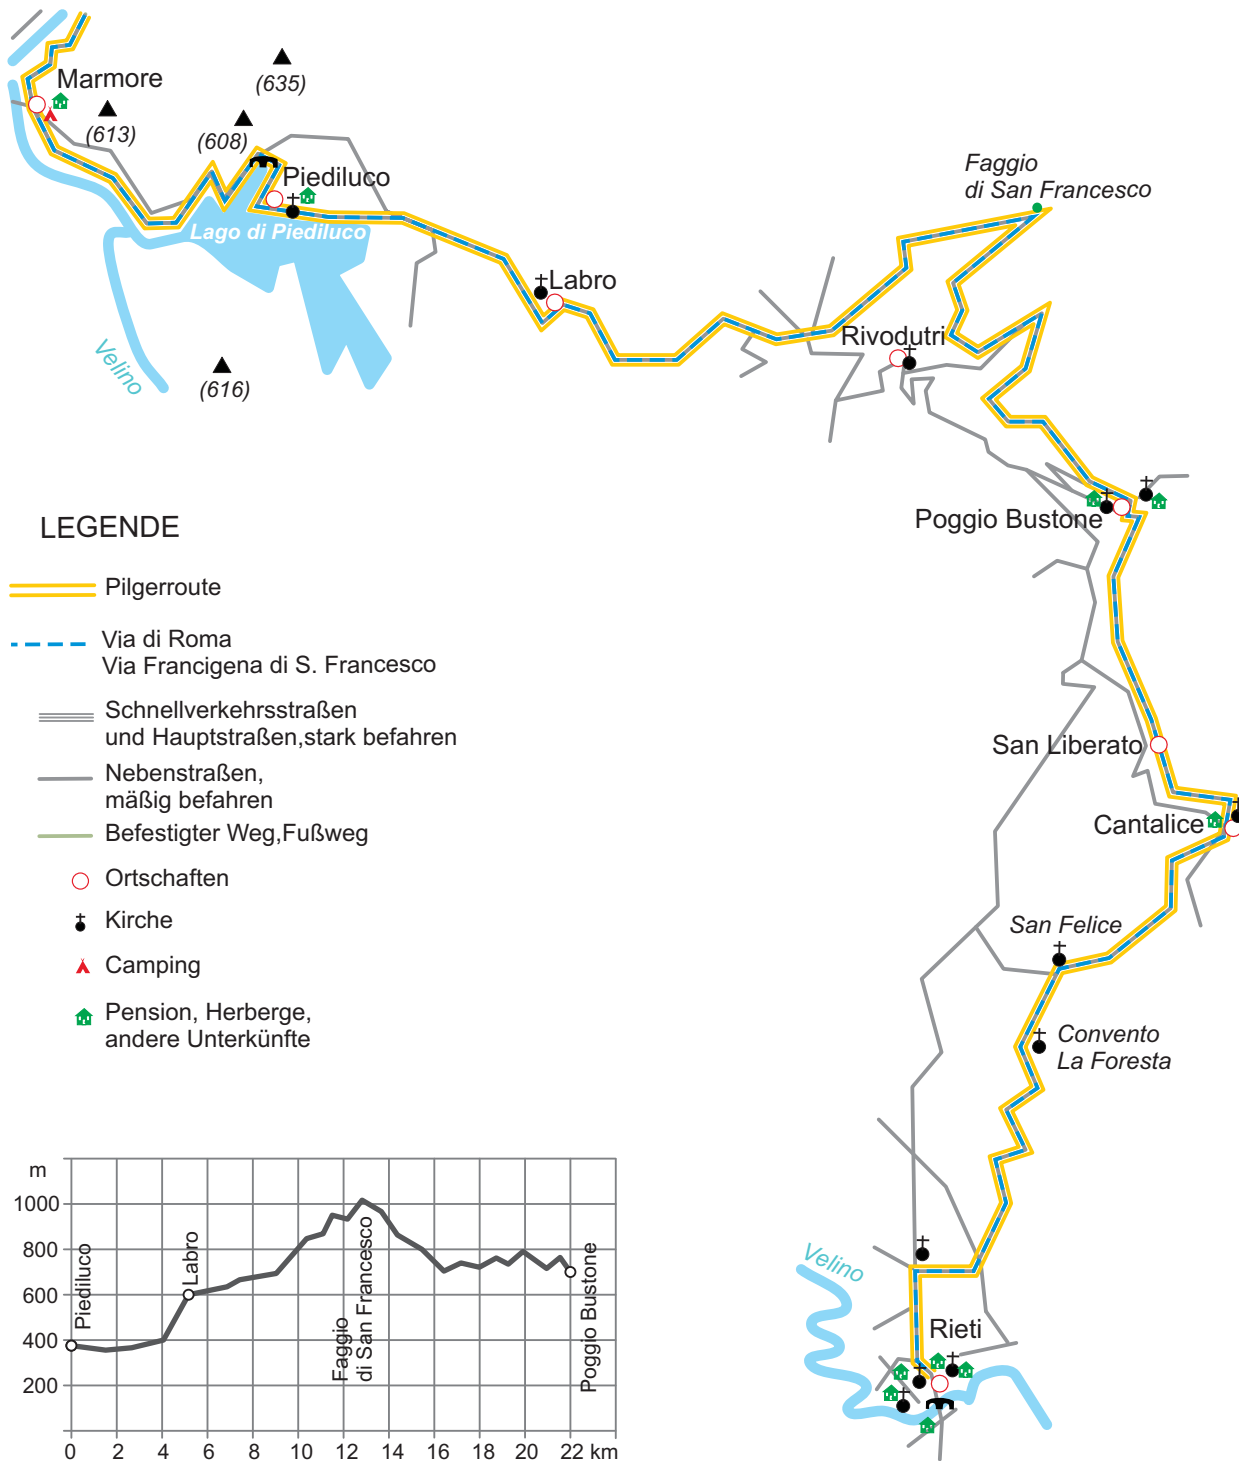 Marmore
(613)
(635)
(608)
Piediluco
Lago di Piediluco
Velino
(616)
Labro
Faggio
di San Francesco
Rivodutri
Poggio Bustone
San Liberato
Cantalice
San Felice
Convento
La Foresta
Velino
Rieti
LEGENDE
Pilgerroute
Via di Roma
Via Francigena di S. Francesco
Schnellverkehrsstraßen
und Hauptstraßen,stark befahren
Nebenstraßen,
mäßig befahren
Befestigter Weg,Fußweg
Ortschaften
Kirche
Camping
Pension, Herberge,
andere Unterkünfte
m
1000
800
600
400
200
Piediluco
Labro
Faggio
di San Francesco
Poggio Bustone
0 2 4 6 8 10 12 14 16 18 20 22 km